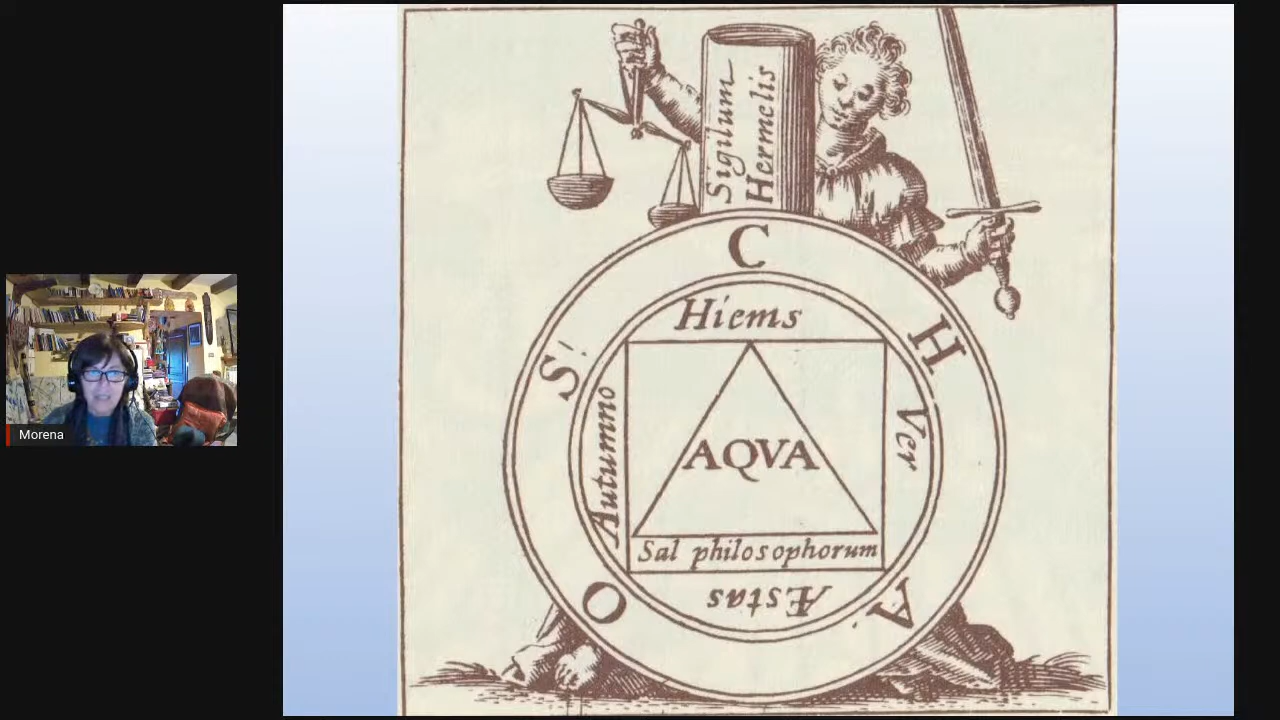 Sigilum
Hermelis
C
H
A
O
S
Hiems
Ver
Autumno
AQVA
Sal philosophorum
Æstas
Morena